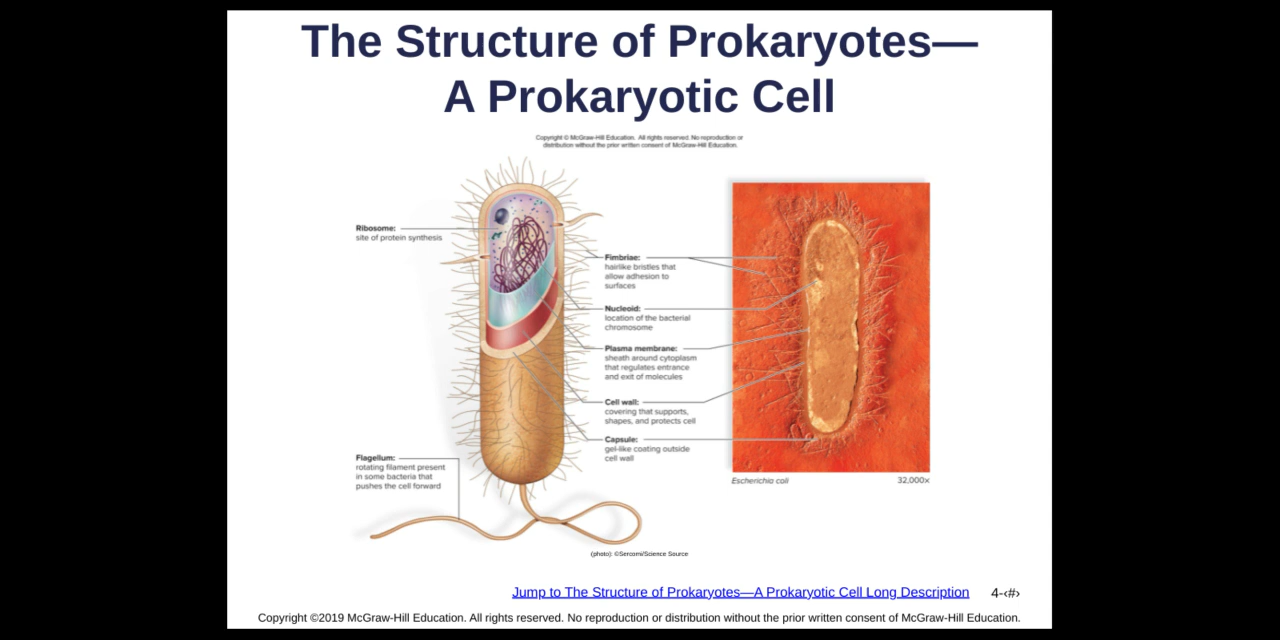 The Structure of Prokaryotes—
A Prokaryotic Cell
Copyright © McGraw-Hill Education. All rights reserved. No reproduction or
distribution without the prior written consent of McGraw-Hill Education.
Ribosome:
site of protein synthesis
Fimbriae:
hairlike bristles that
allow adhesion to
surfaces
Nucleoid:
location of the bacterial
chromosome
Plasma membrane:
sheath around cytoplasm
that regulates entrance
and exit of molecules
Cell wall:
covering that supports,
shapes, and protects cell
Capsule:
gel-like coating outside
cell wall
Flagellum:
rotating filament present
in some bacteria that
pushes the cell forward
Escherichia coli
32,000×
(photo): ©Sercomi/Science Source
Jump to The Structure of Prokaryotes—A Prokaryotic Cell Long Description
4-‹#›
Copyright ©2019 McGraw-Hill Education. All rights reserved. No reproduction or distribution without the prior written consent of McGraw-Hill Education.